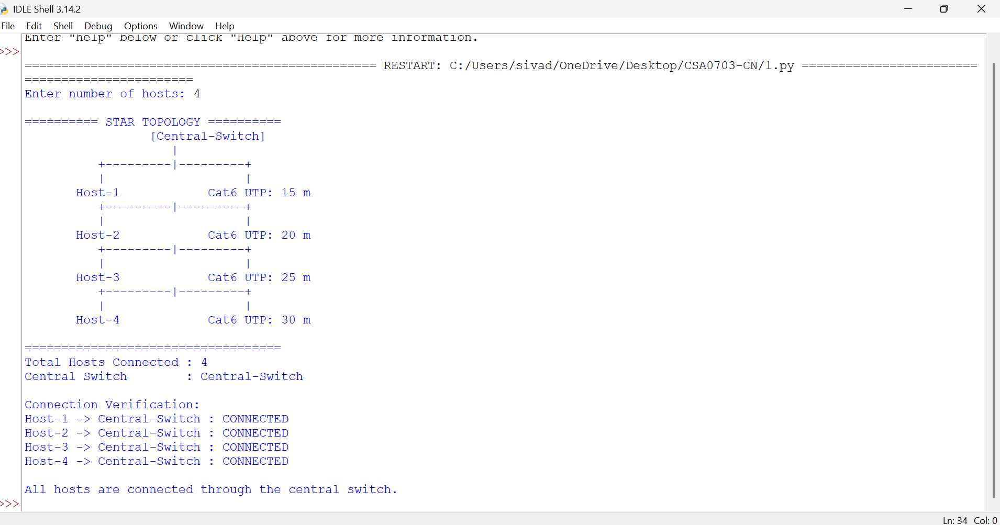 IDLE Shell 3.14.2
File Edit Shell Debug Options Window Help
Enter "help" below or click "Help" above for more information.
>>>
================================================ RESTART: C:/Users/sivad/OneDrive/Desktop/CSA0703-CN/1.py ========================
=======================
Enter number of hosts: 4

========== STAR TOPOLOGY ==========
                 [Central-Switch]
                    |
          +---------|---------+
          |                   |
       Host-1            Cat6 UTP: 15 m
          +---------|---------+
          |                   |
       Host-2            Cat6 UTP: 20 m
          +---------|---------+
          |                   |
       Host-3            Cat6 UTP: 25 m
          +---------|---------+
          |                   |
       Host-4            Cat6 UTP: 30 m

===================================
Total Hosts Connected : 4
Central Switch        : Central-Switch

Connection Verification:
Host-1 -> Central-Switch : CONNECTED
Host-2 -> Central-Switch : CONNECTED
Host-3 -> Central-Switch : CONNECTED
Host-4 -> Central-Switch : CONNECTED

All hosts are connected through the central switch.
>>>
Ln: 34 Col: 0